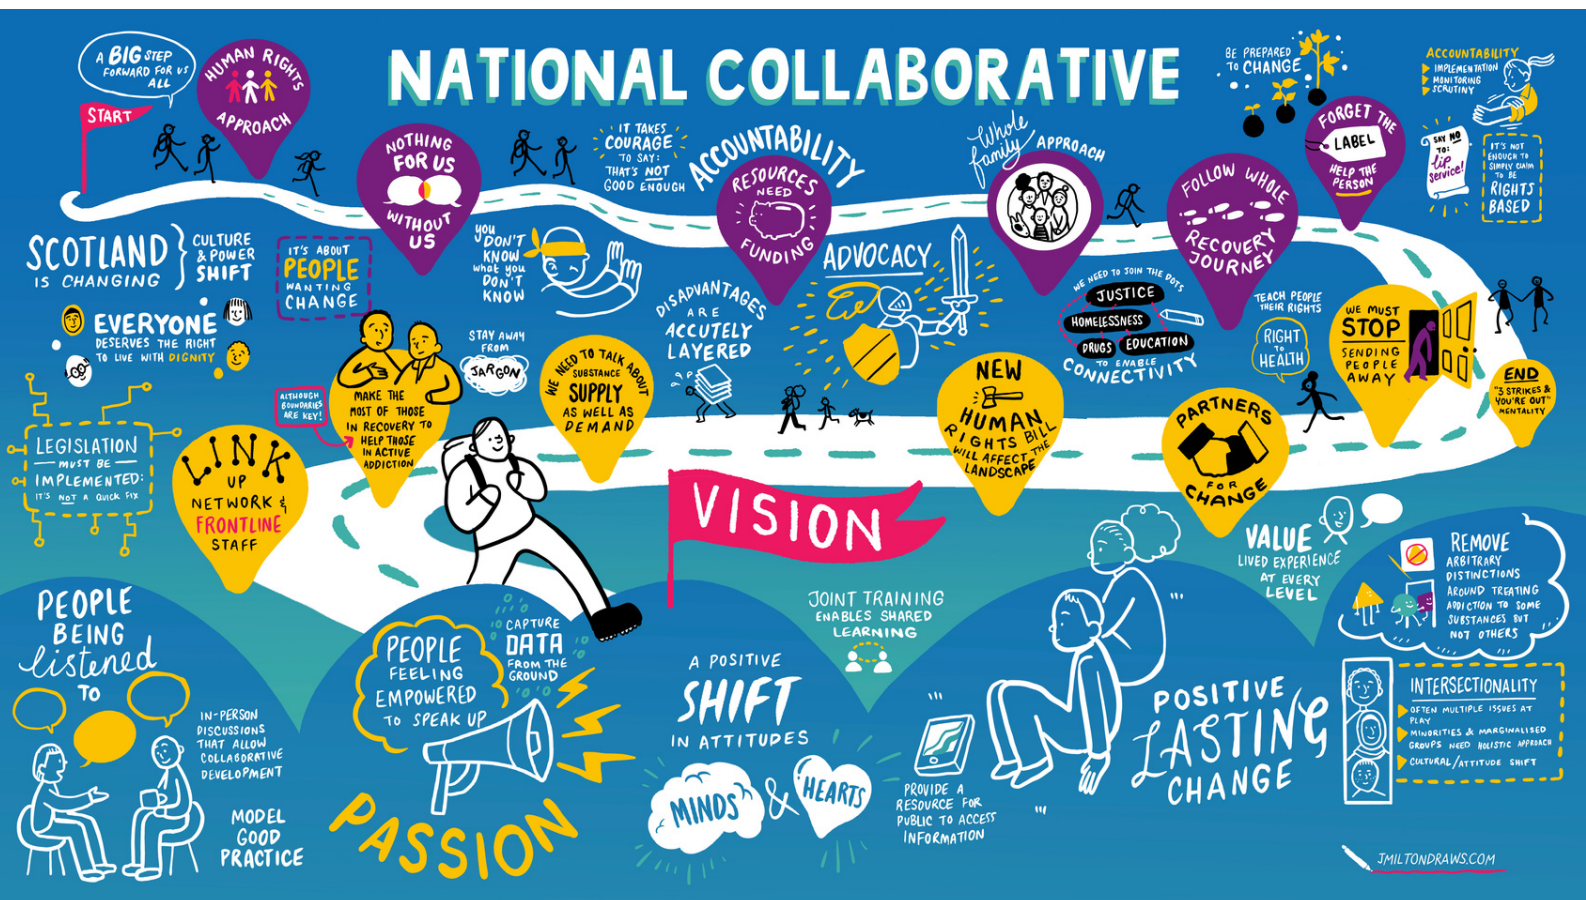 NATIONAL COLLABORATIVE
A BIG STEP
FORWARD FOR US
ALL
START
HUMAN RIGHTS
APPROACH
NOTHING
FOR US
WITHOUT
US
IT TAKES
COURAGE
TO SAY:
THAT'S NOT
GOOD ENOUGH
ACCOUNTABILITY
RESOURCES
NEED
FUNDING
Whole
family
APPROACH
FOLLOW WHOLE
RECOVERY
JOURNEY
BE PREPARED
TO CHANGE
FORGET THE
LABEL
HELP THE
PERSON
ACCOUNTABILITY
IMPLEMENTATION
MONITORING
SCRUTINY
SAY NO
TO:
lip
service!
IT'S NOT
ENOUGH TO
SIMPLY CLAIM
TO BE
RIGHTS
BASED
SCOTLAND
IS CHANGING
CULTURE
& POWER
SHIFT
IT'S ABOUT
PEOPLE
WANTING
CHANGE
you
DON'T
KNOW
what you
DON'T
KNOW
ADVOCACY
DISADVANTAGES
ARE
ACCUTELY
LAYERED
WE NEED TO JOIN THE DOTS
JUSTICE
HOMELESSNESS
DRUGS
EDUCATION
TO ENABLE
CONNECTIVITY
TEACH PEOPLE
THEIR RIGHTS
RIGHT
TO
HEALTH
WE MUST
STOP
SENDING
PEOPLE
AWAY
END
"3 STRIKES &
YOU'RE OUT"
MENTALITY
EVERYONE
DESERVES THE RIGHT
TO LIVE WITH DIGNITY
STAY AWAY
FROM
JARGON
ALTHOUGH
BOUNDARIES
ARE KEY!
MAKE THE
MOST OF THOSE
IN RECOVERY TO
HELP THOSE
IN ACTIVE
ADDICTION
WE NEED TO TALK ABOUT
SUBSTANCE
SUPPLY
AS WELL AS
DEMAND
NEW
HUMAN
RIGHTS BILL
WILL AFFECT THE
LANDSCAPE
PARTNERS
FOR
CHANGE
LEGISLATION
MUST BE
IMPLEMENTED:
IT'S NOT A QUICK FIX
LINK
UP
NETWORK &
FRONTLINE
STAFF
VISION
VALUE
LIVED EXPERIENCE
AT EVERY
LEVEL
REMOVE
ARBITRARY
DISTINCTIONS
AROUND TREATING
ADDICTION TO SOME
SUBSTANCES BUT
NOT OTHERS
PEOPLE
BEING
listened
TO
IN-PERSON
DISCUSSIONS
THAT ALLOW
COLLABORATIVE
DEVELOPMENT
MODEL
GOOD
PRACTICE
PEOPLE
FEELING
EMPOWERED
TO SPEAK UP
CAPTURE
DATA
FROM THE
GROUND
PASSION
A POSITIVE
SHIFT
IN ATTITUDES
MINDS & HEARTS
JOINT TRAINING
ENABLES SHARED
LEARNING
PROVIDE A
RESOURCE FOR
PUBLIC TO ACCESS
INFORMATION
POSITIVE
LASTING
CHANGE
INTERSECTIONALITY
OFTEN MULTIPLE ISSUES AT
PLAY
MINORITIES & MARGINALISED
GROUPS NEED HOLISTIC APPROACH
CULTURAL/ATTITUDE SHIFT
JMILTONDRAWS.COM